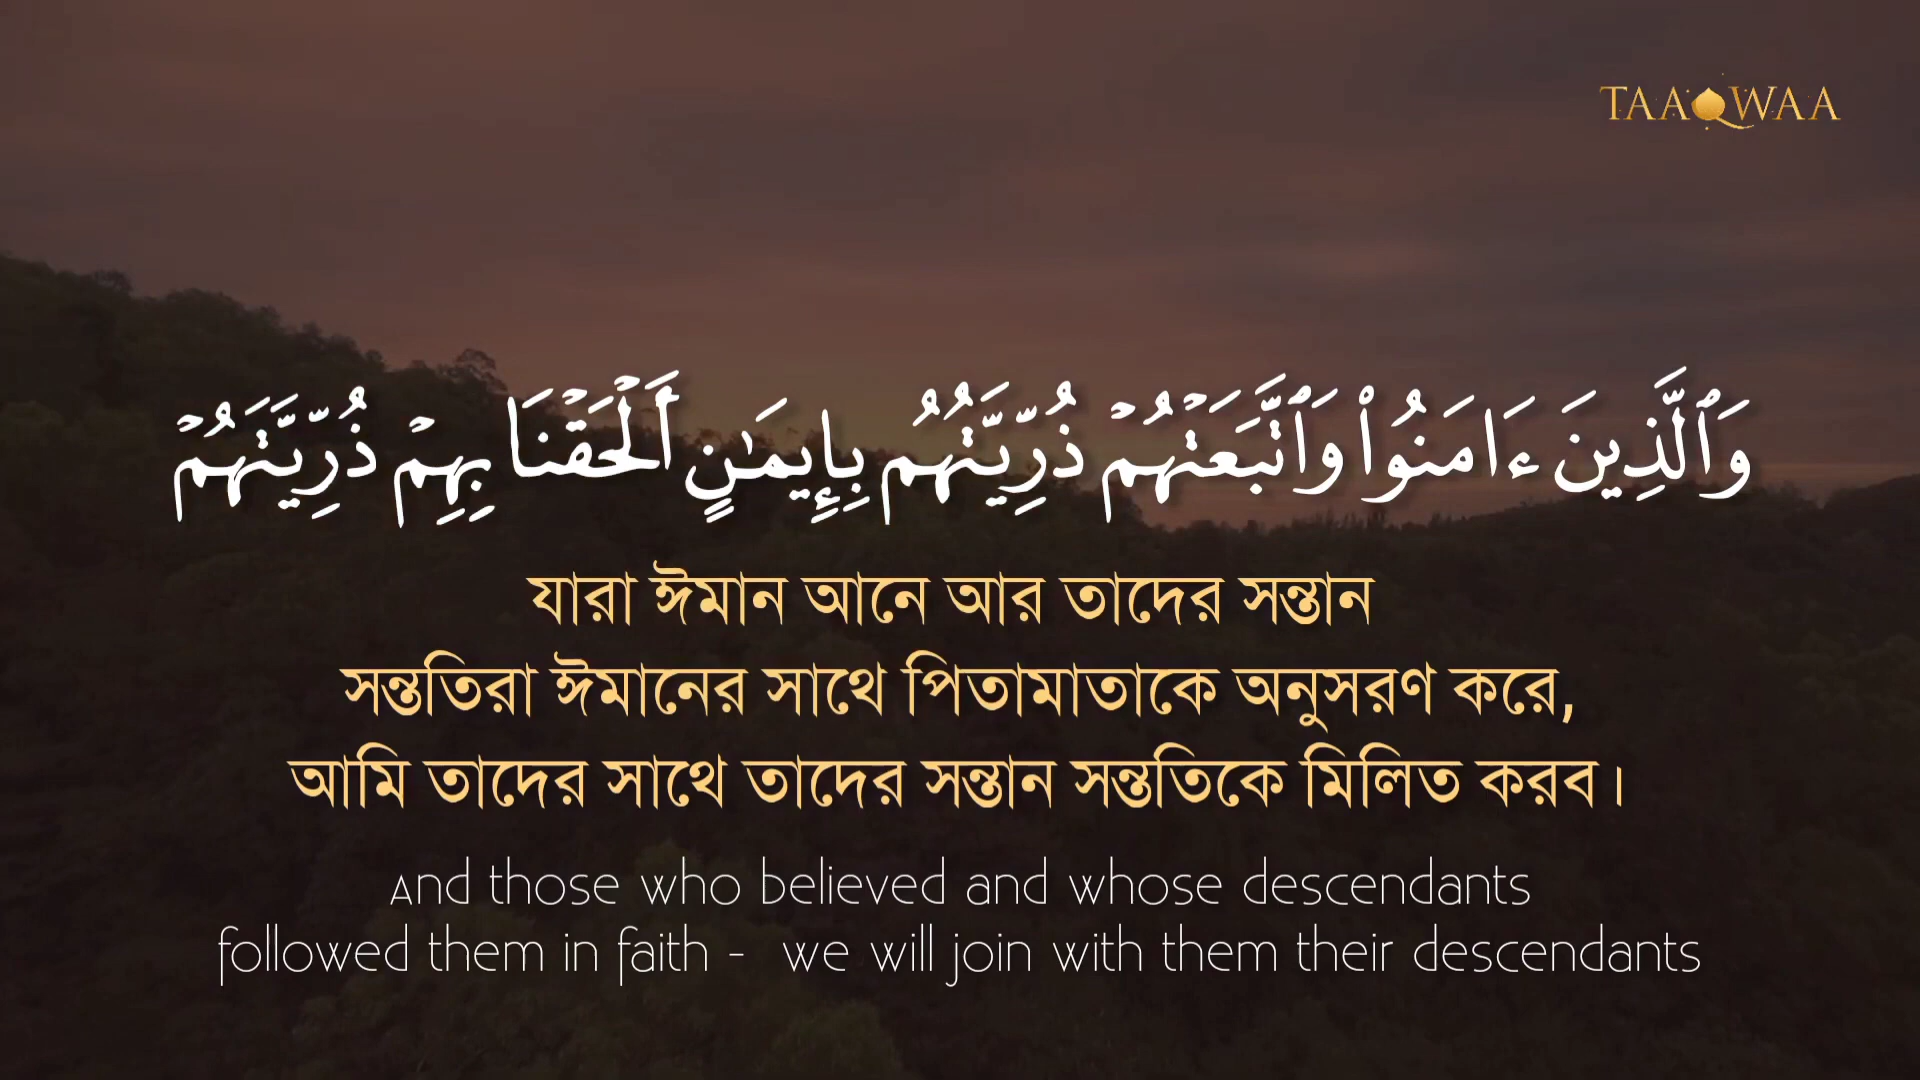 TAAQWAA
وَٱلَّذِينَ ءَامَنُوا۟ وَٱتَّبَعَتْهُمْ ذُرِّيَّتُهُم بِإِيمَـٰنٍ أَلْحَقْنَا بِهِمْ ذُرِّيَّتَهُمْ
যারা ঈমান আনে আর তাদের সন্তান
সন্ততিরা ঈমানের সাথে পিতামাতাকে অনুসরণ করে,
আমি তাদের সাথে তাদের সন্তান সন্ততিকে মিলিত করব।
And those who believed and whose descendants
followed them in faith - we will join with them their descendants